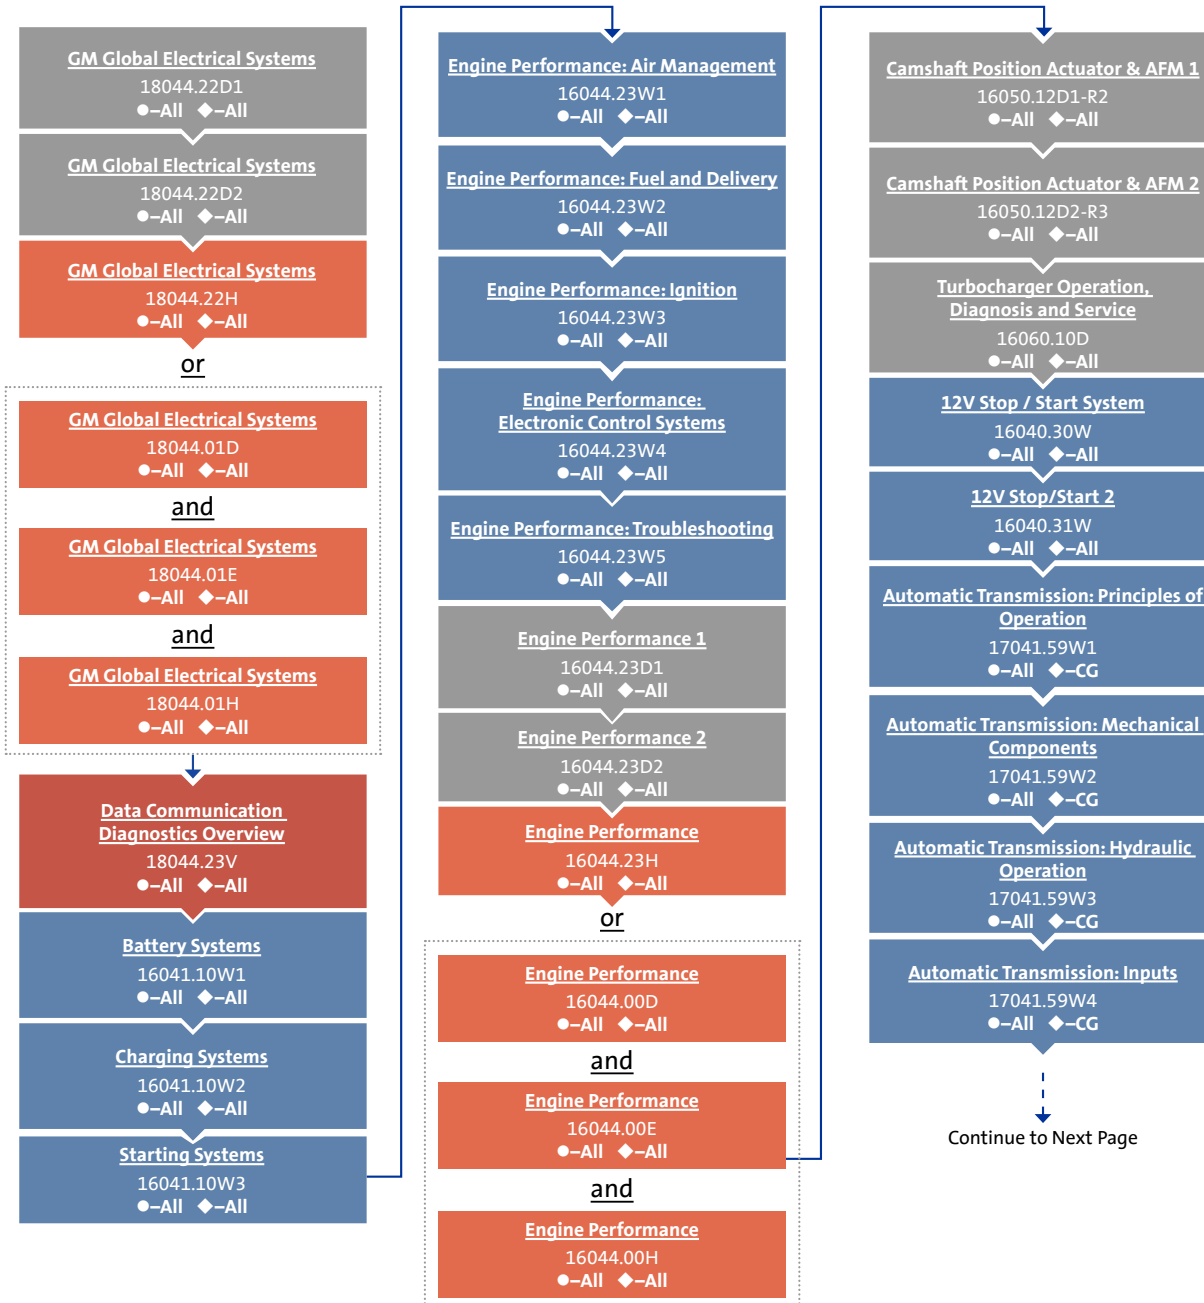 GM Global Electrical Systems
18044.22D1
●–All ◆–All
GM Global Electrical Systems
18044.22D2
●–All ◆–All
GM Global Electrical Systems
18044.22H
●–All ◆–All
or
GM Global Electrical Systems
18044.01D
●–All ◆–All
and
GM Global Electrical Systems
18044.01E
●–All ◆–All
and
GM Global Electrical Systems
18044.01H
●–All ◆–All
Data Communication
Diagnostics Overview
18044.23V
●–All ◆–All
Battery Systems
16041.10W1
●–All ◆–All
Charging Systems
16041.10W2
●–All ◆–All
Starting Systems
16041.10W3
●–All ◆–All
Engine Performance: Air Management
16044.23W1
●–All ◆–All
Engine Performance: Fuel and Delivery
16044.23W2
●–All ◆–All
Engine Performance: Ignition
16044.23W3
●–All ◆–All
Engine Performance:
Electronic Control Systems
16044.23W4
●–All ◆–All
Engine Performance: Troubleshooting
16044.23W5
●–All ◆–All
Engine Performance 1
16044.23D1
●–All ◆–All
Engine Performance 2
16044.23D2
●–All ◆–All
Engine Performance
16044.23H
●–All ◆–All
or
Engine Performance
16044.00D
●–All ◆–All
and
Engine Performance
16044.00E
●–All ◆–All
and
Engine Performance
16044.00H
●–All ◆–All
Camshaft Position Actuator & AFM 1
16050.12D1-R2
●–All ◆–All
Camshaft Position Actuator & AFM 2
16050.12D2-R3
●–All ◆–All
Turbocharger Operation,
Diagnosis and Service
16060.10D
●–All ◆–All
12V Stop / Start System
16040.30W
●–All ◆–All
12V Stop/Start 2
16040.31W
●–All ◆–All
Automatic Transmission: Principles of
Operation
17041.59W1
●–All ◆–CG
Automatic Transmission: Mechanical
Components
17041.59W2
●–All ◆–CG
Automatic Transmission: Hydraulic
Operation
17041.59W3
●–All ◆–CG
Automatic Transmission: Inputs
17041.59W4
●–All ◆–CG
Continue to Next Page